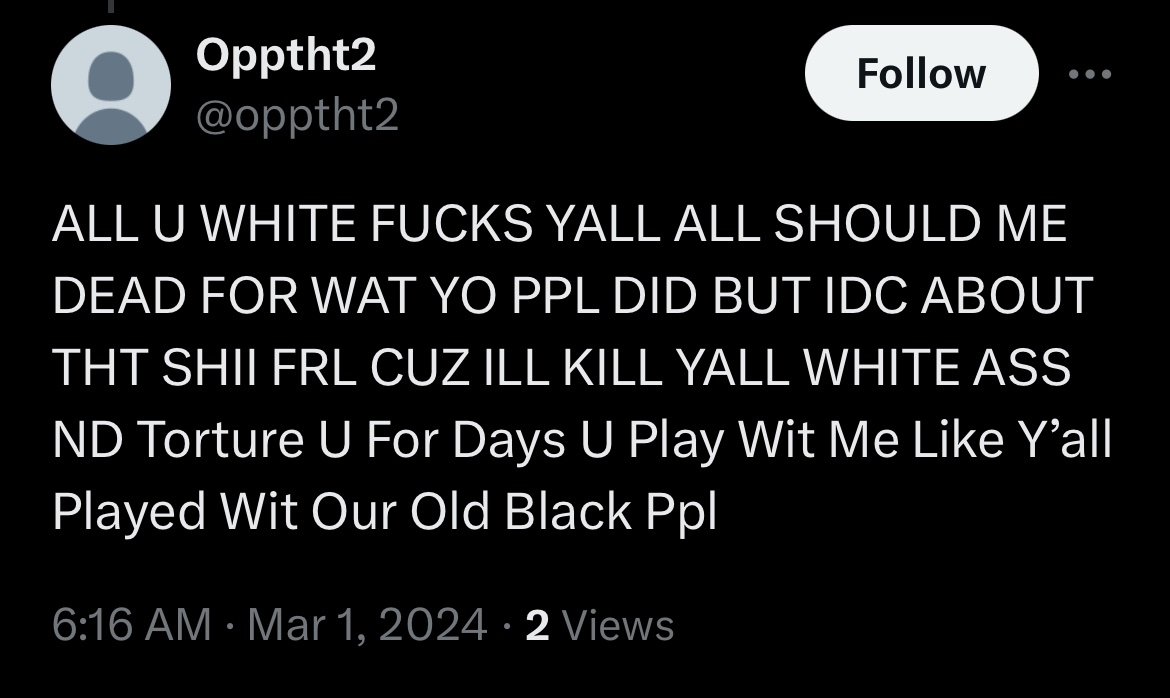 Opptht2
@opptht2
Follow
ALL U WHITE FUCKS YALL ALL SHOULD ME
DEAD FOR WAT YO PPL DID BUT IDC ABOUT
THT SHII FRL CUZ ILL KILL YALL WHITE ASS
ND Torture U For Days U Play Wit Me Like Y’all
Played Wit Our Old Black Ppl
6:16 AM · Mar 1, 2024 · 2 Views